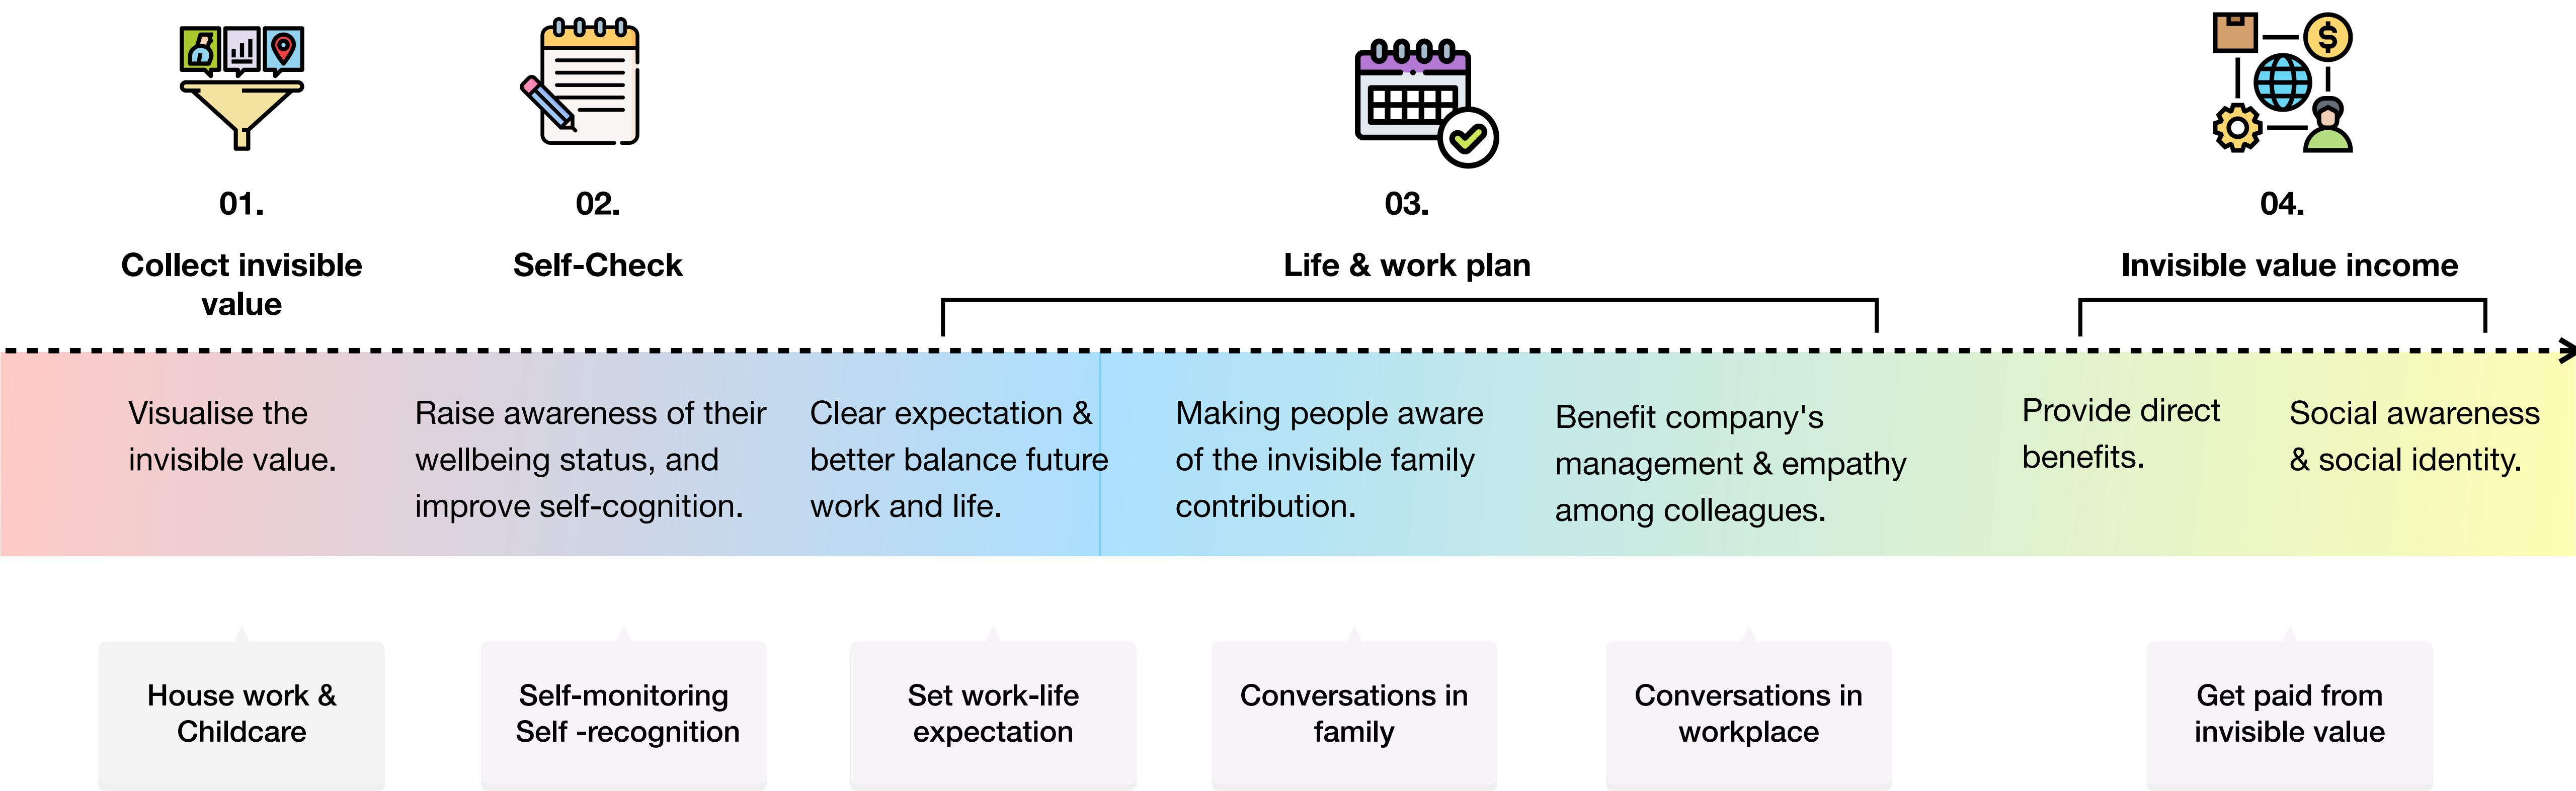 01.
Collect invisible
value
02.
Self-Check
03.
Life & work plan
04.
Invisible value income
Visualise the
invisible value.
Raise awareness of their
wellbeing status, and
improve self-cognition.
Clear expectation &
better balance future
work and life.
Making people aware
of the invisible family
contribution.
Benefit company's
management & empathy
among colleagues.
Provide direct
benefits.
Social awareness
& social identity.
House work &
Childcare
Self-monitoring
Self -recognition
Set work-life
expectation
Conversations in
family
Conversations in
workplace
Get paid from
invisible value